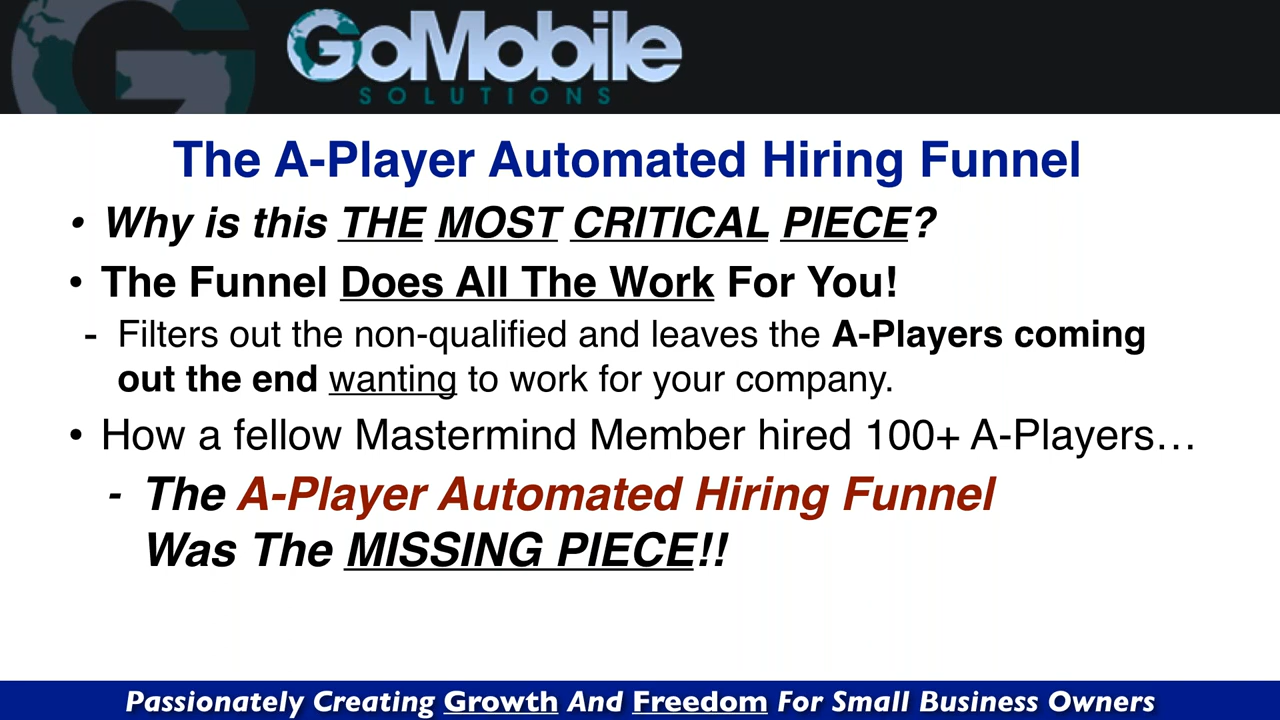 GoMobile
SOLUTIONS
The A-Player Automated Hiring Funnel
• Why is this THE MOST CRITICAL PIECE?
• The Funnel Does All The Work For You!
- Filters out the non-qualified and leaves the A-Players coming
out the end wanting to work for your company.
• How a fellow Mastermind Member hired 100+ A-Players…
- The A-Player Automated Hiring Funnel
Was The MISSING PIECE!!
Passionately Creating Growth And Freedom For Small Business Owners